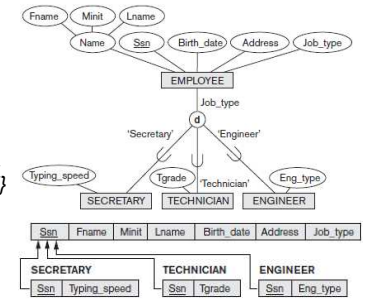 Fname Minit Lname
Name Ssn Birth_date Address Job_type
EMPLOYEE
Job_type
d
'Secretary' 'Engineer'
}
Typing_speed Tgrade 'Technician' Eng_type
SECRETARY TECHNICIAN ENGINEER
Ssn Fname Minit Lname Birth_date Address Job_type
SECRETARY TECHNICIAN ENGINEER
Ssn Typing_speed Ssn Tgrade Ssn Eng_type